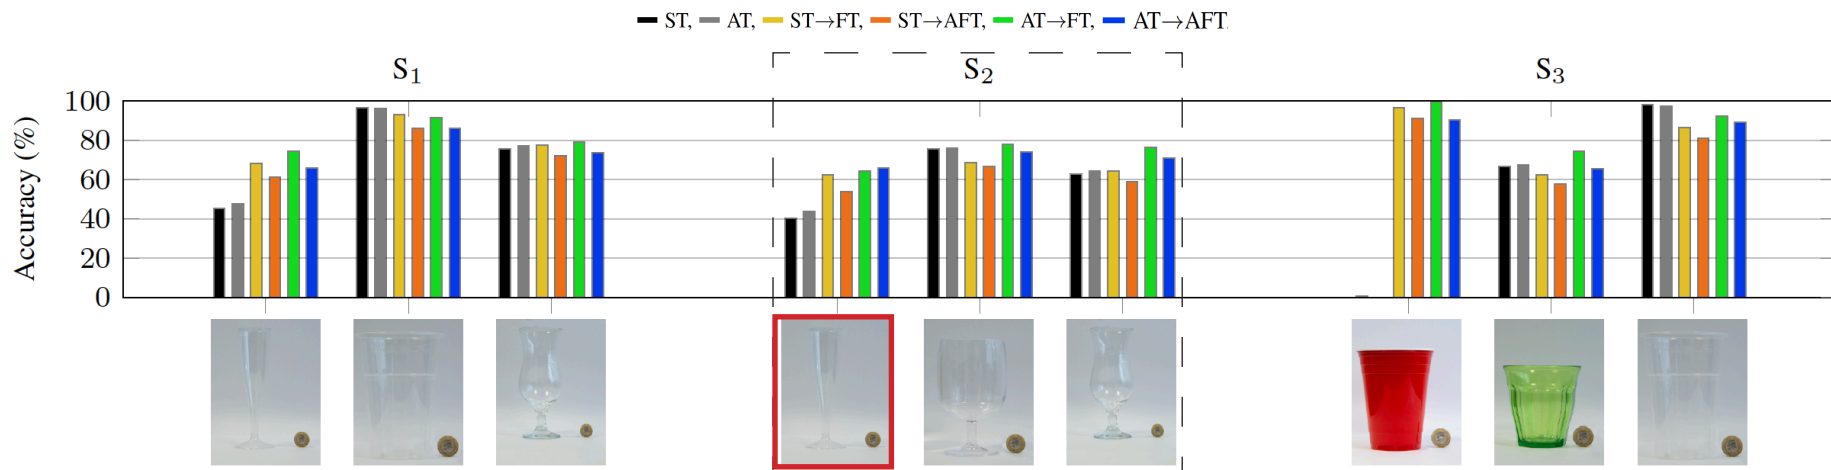 ST, AT, ST→FT, ST→AFT, AT→FT, AT→AFT.
S₁ S₂ S₃
Accuracy (%)
100
80
60
40
20
0